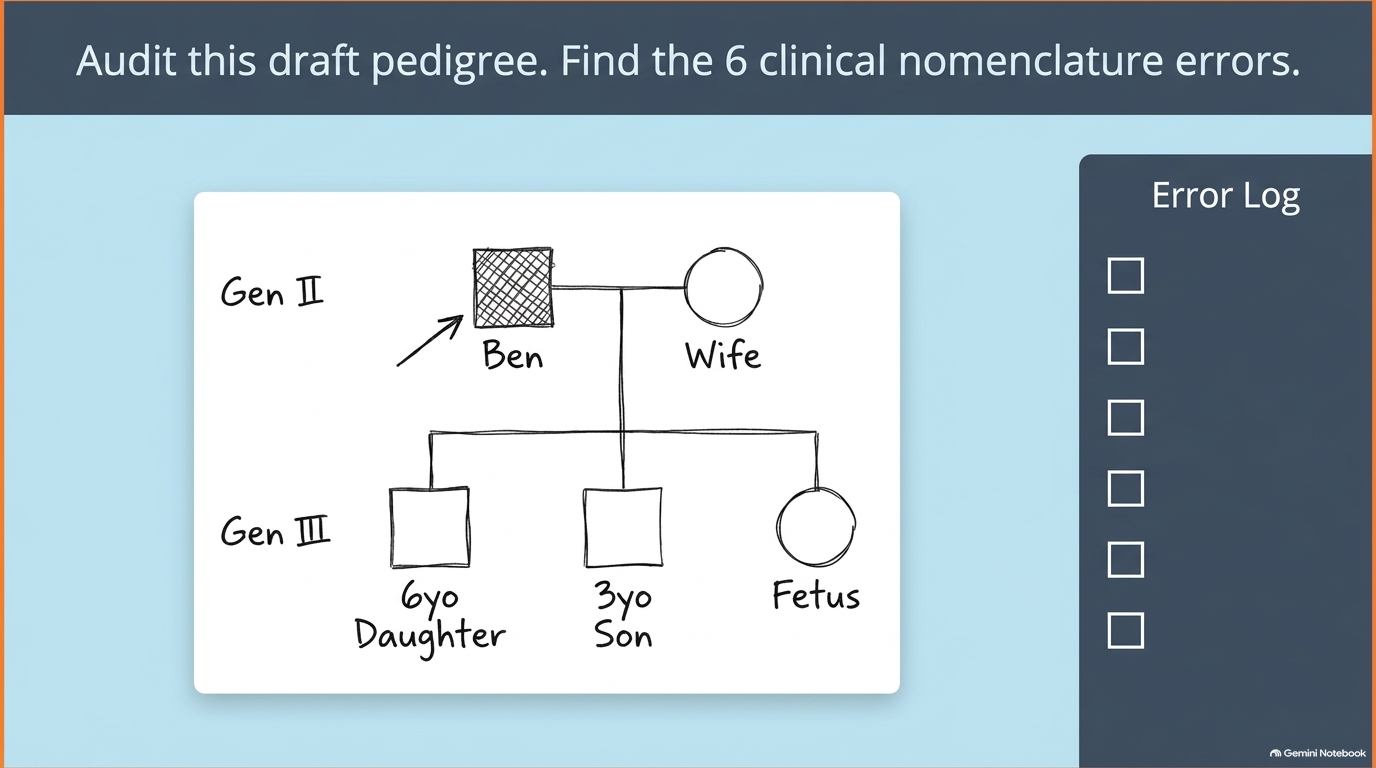 Audit this draft pedigree. Find the 6 clinical nomenclature errors.
Error Log
Gen II
Ben
Wife
Gen III
6yo
Daughter
3yo
Son
Fetus
Gemini Notebook